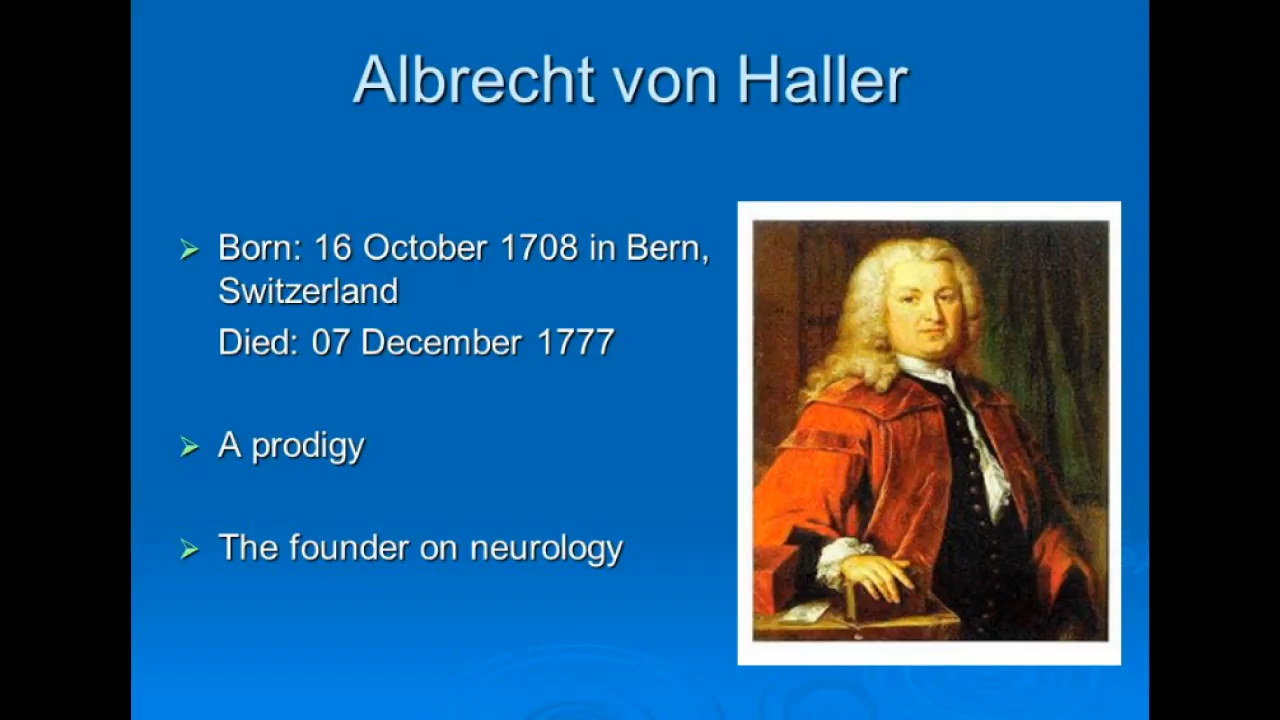 Albrecht von Haller
Born: 16 October 1708 in Bern,
Switzerland
Died: 07 December 1777
A prodigy
The founder on neurology